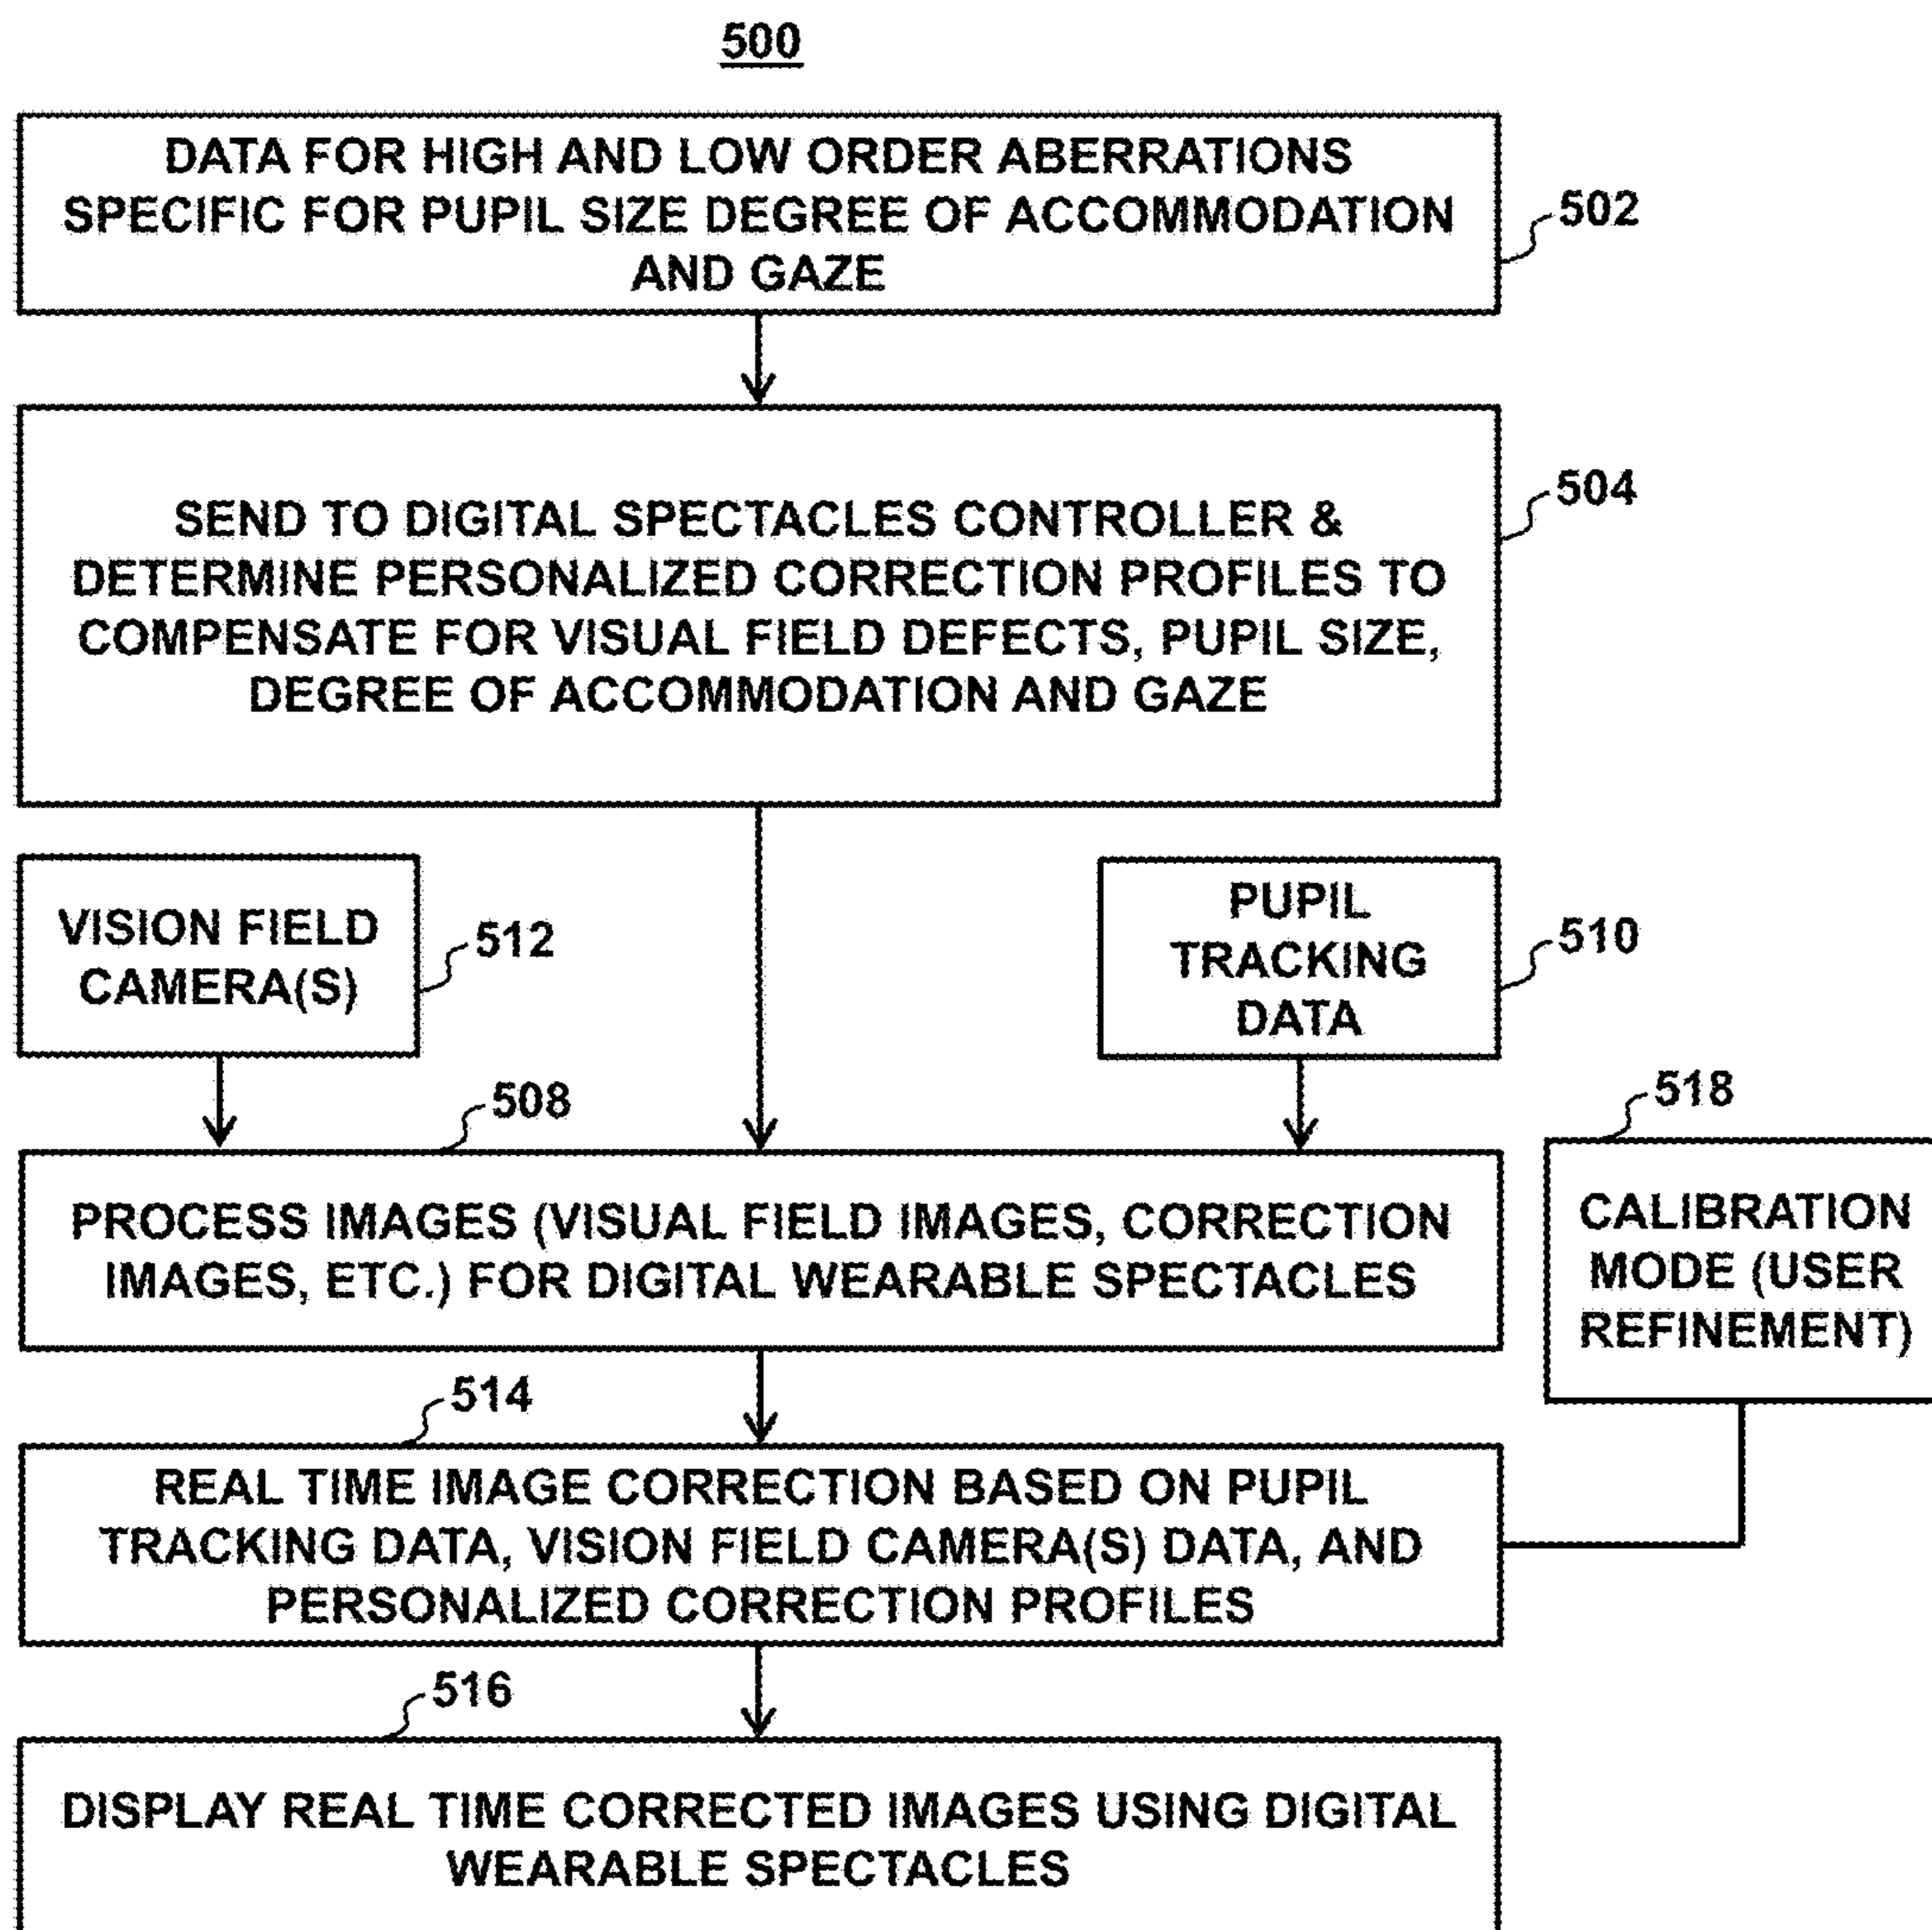 500
DATA FOR HIGH AND LOW ORDER ABERRATIONS
SPECIFIC FOR PUPIL SIZE DEGREE OF ACCOMMODATION
AND GAZE
502
SEND TO DIGITAL SPECTACLES CONTROLLER &
DETERMINE PERSONALIZED CORRECTION PROFILES TO
COMPENSATE FOR VISUAL FIELD DEFECTS, PUPIL SIZE,
DEGREE OF ACCOMMODATION AND GAZE
504
VISION FIELD
CAMERA(S)
512
PUPIL
TRACKING
DATA
510
508
PROCESS IMAGES (VISUAL FIELD IMAGES, CORRECTION
IMAGES, ETC.) FOR DIGITAL WEARABLE SPECTACLES
518
CALIBRATION
MODE (USER
REFINEMENT)
514
REAL TIME IMAGE CORRECTION BASED ON PUPIL
TRACKING DATA, VISION FIELD CAMERA(S) DATA, AND
PERSONALIZED CORRECTION PROFILES
516
DISPLAY REAL TIME CORRECTED IMAGES USING DIGITAL
WEARABLE SPECTACLES